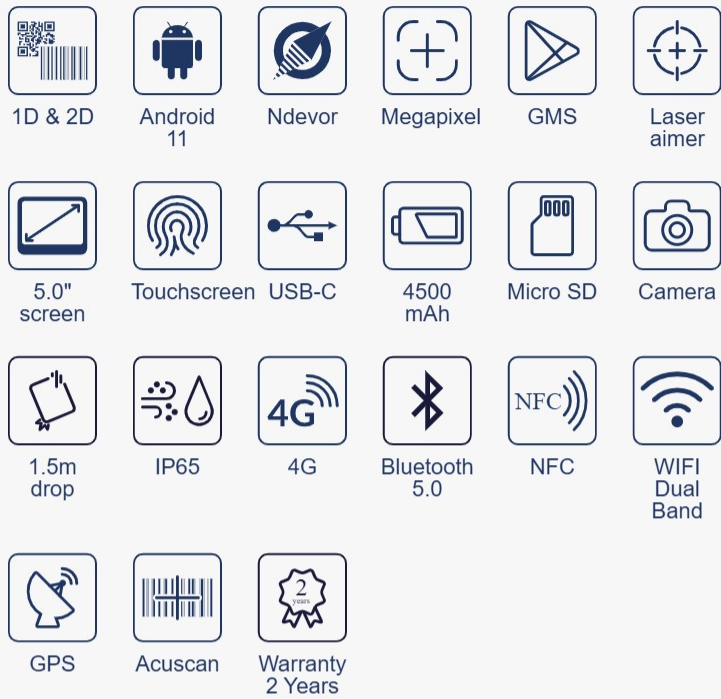 1D & 2D
Android
11
Ndevor
Megapixel
GMS
Laser
aimer
5.0"
screen
Touchscreen
USB-C
4500
mAh
Micro SD
Camera
1.5m
drop
IP65
4G
4G
Bluetooth
5.0
NFC
NFC
WIFI
Dual
Band
GPS
Acuscan
2
years
Warranty
2 Years